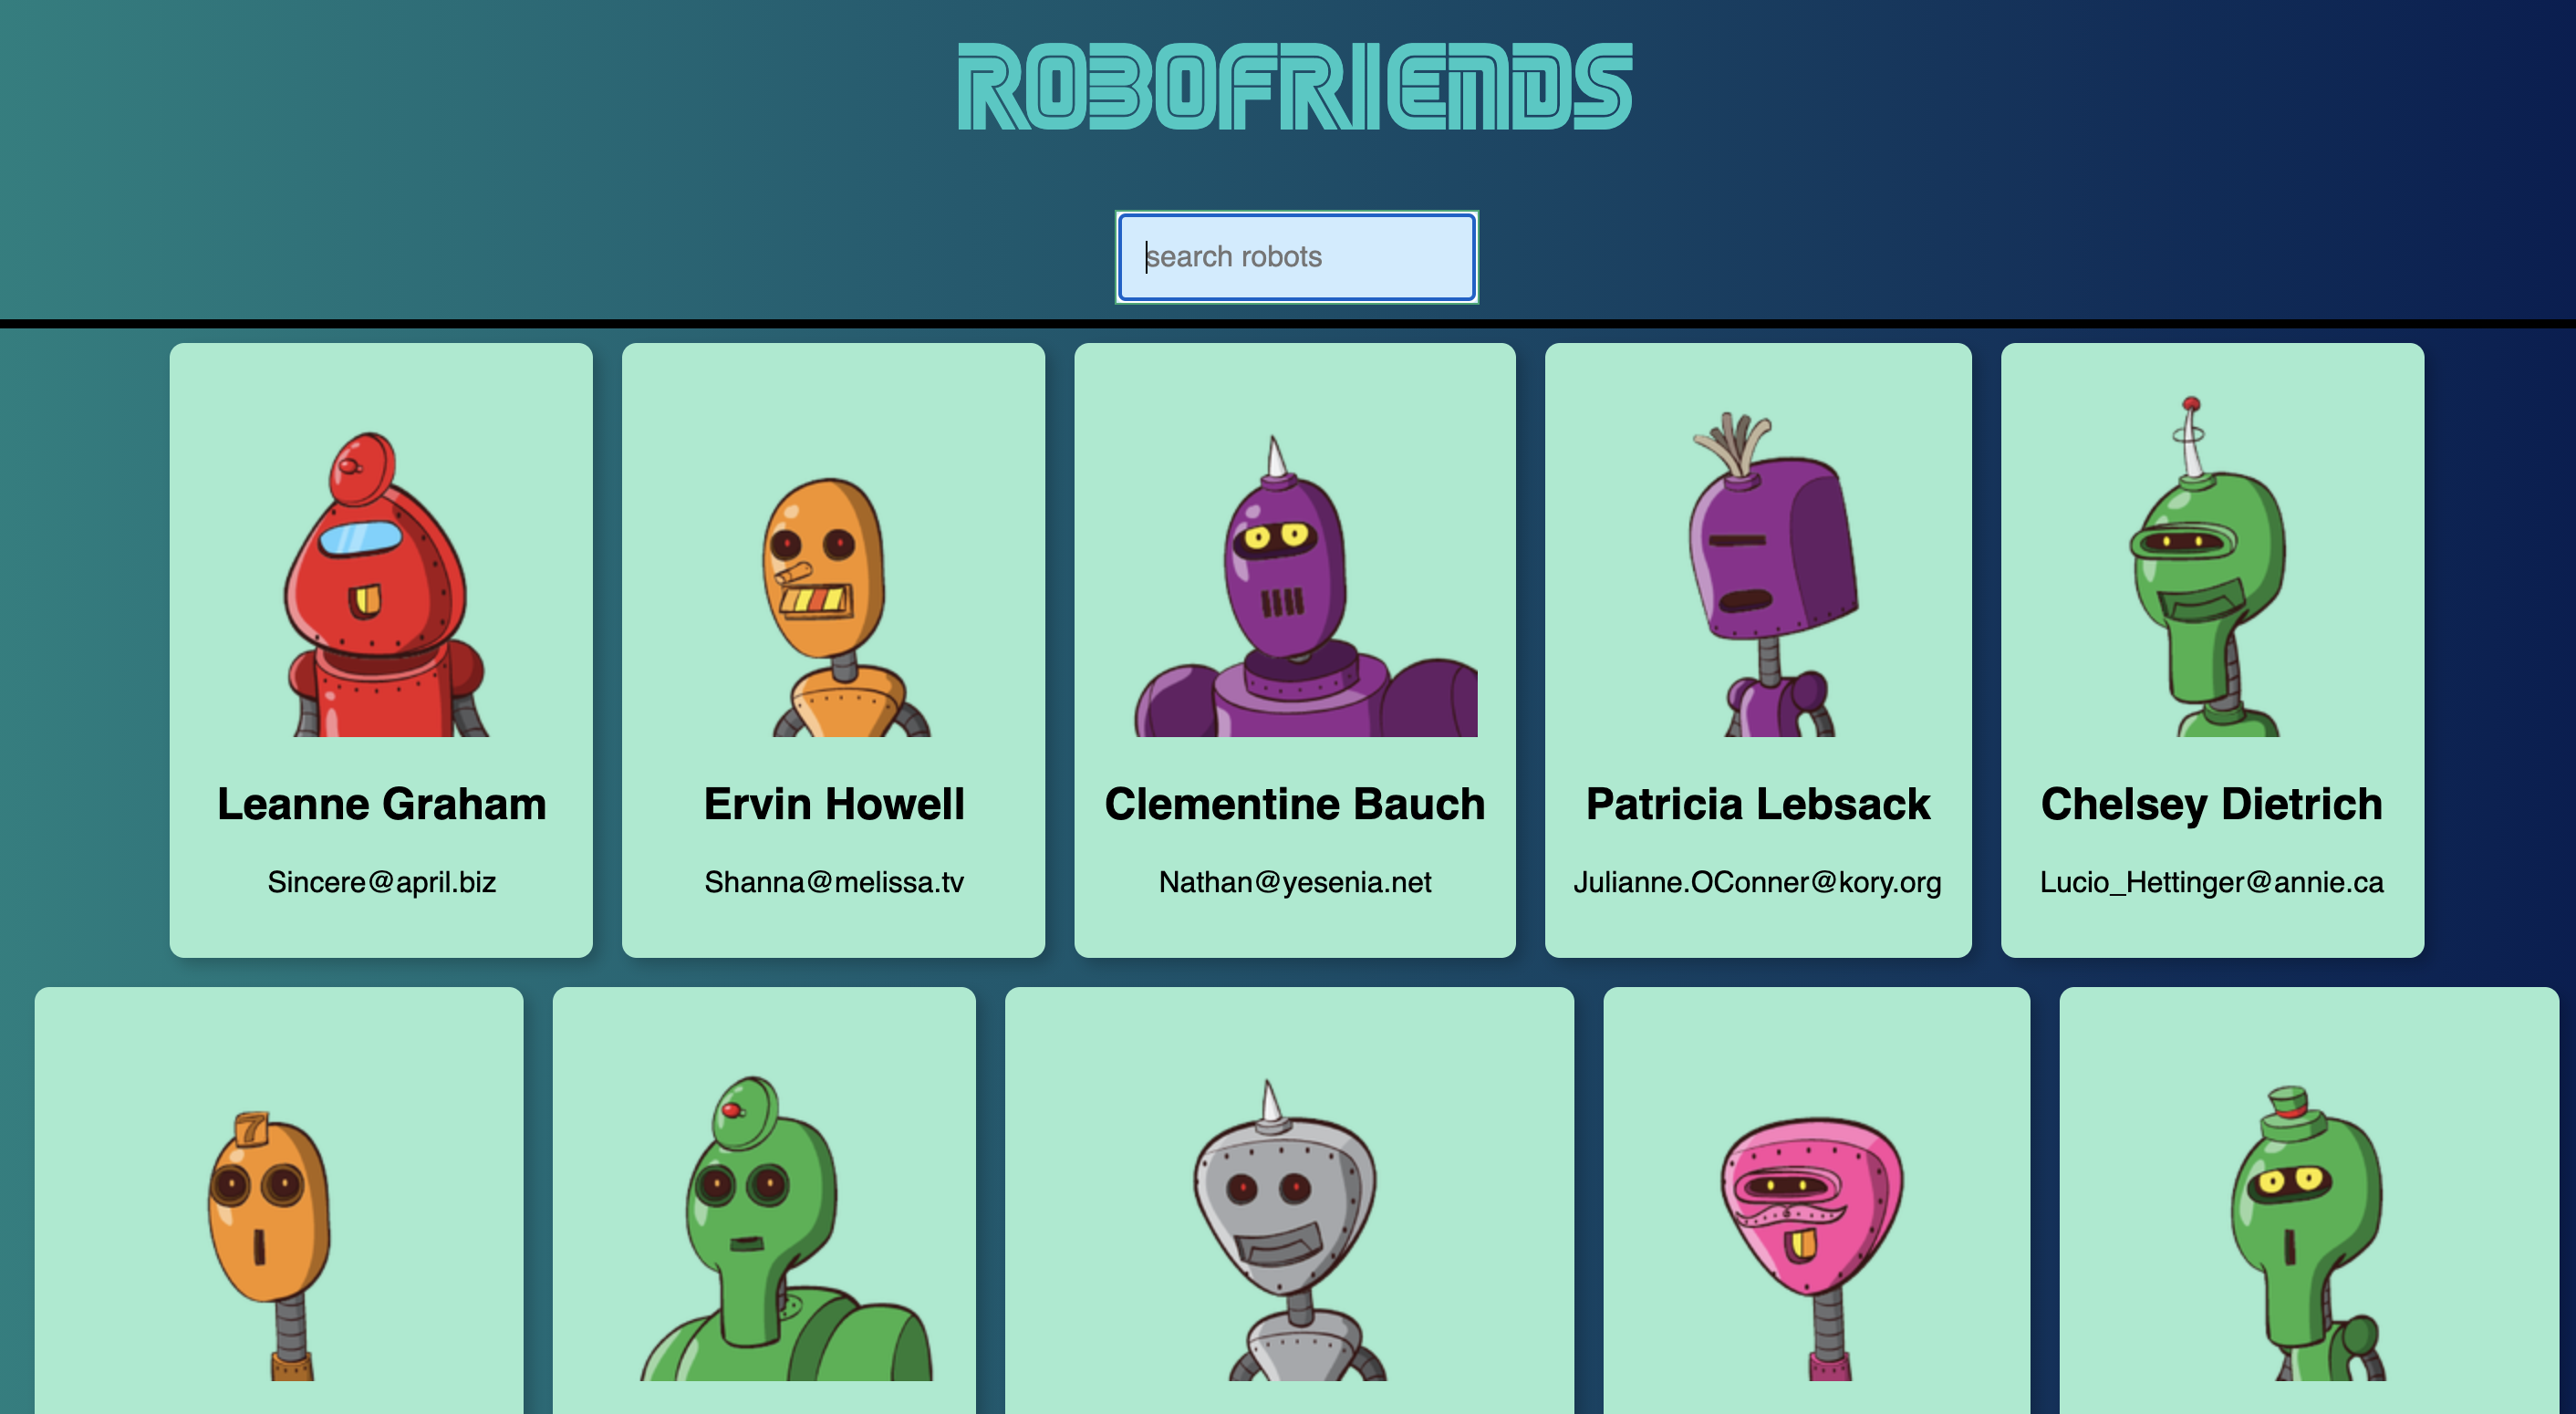 ROBOFRIENDS
search robots
Leanne Graham
Ervin Howell
Clementine Bauch
Patricia Lebsack
Chelsey Dietrich
Sincere@april.biz
Shanna@melissa.tv
Nathan@yesenia.net
Julianne.OConner@kory.org
Lucio_Hettinger@annie.ca
7